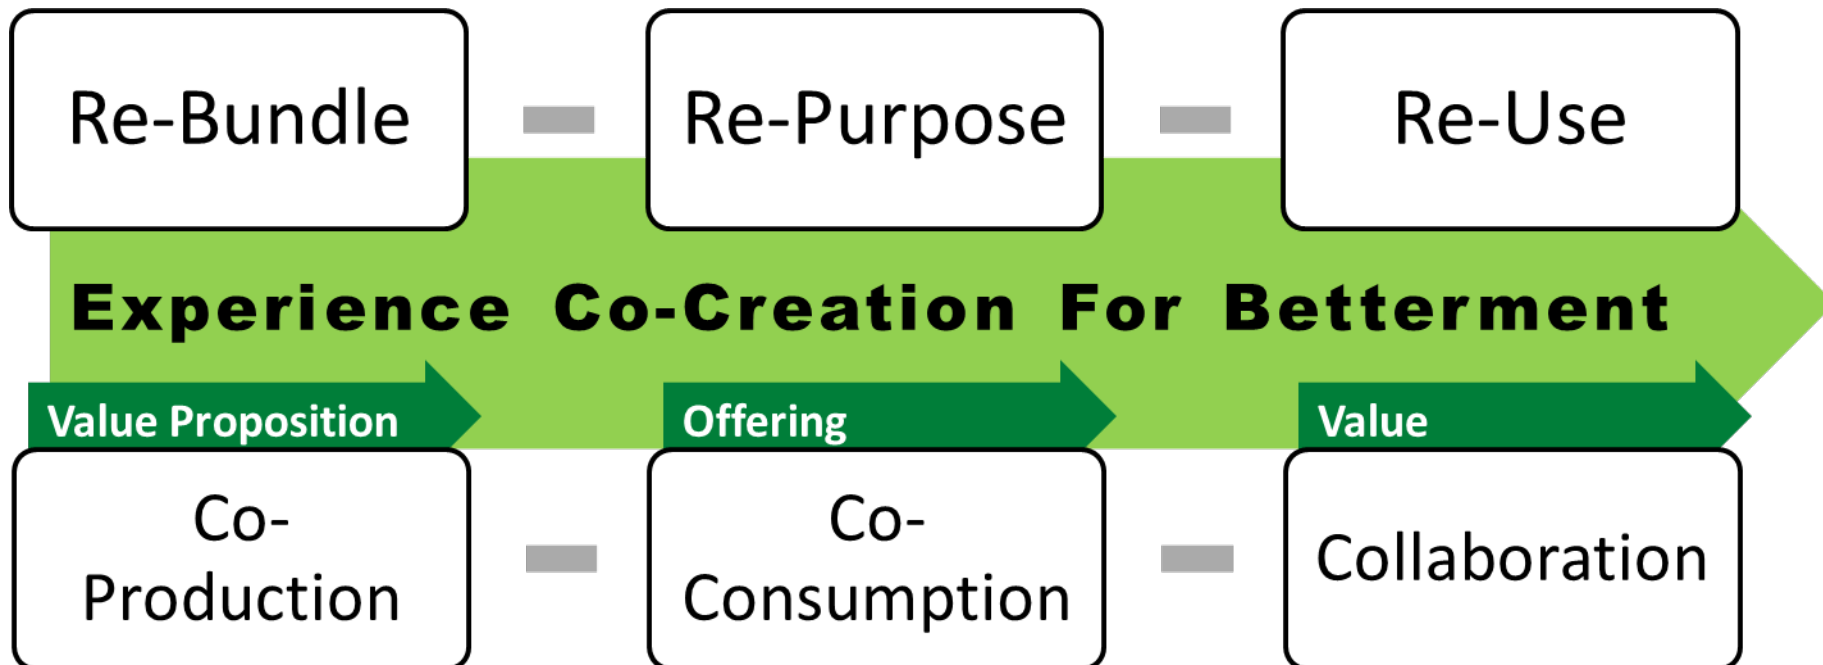 Re-Bundle
Re-Purpose
Re-Use
Experience Co-Creation For Betterment
Value Proposition
Offering
Value
Co-
Production
Co-
Consumption
Collaboration